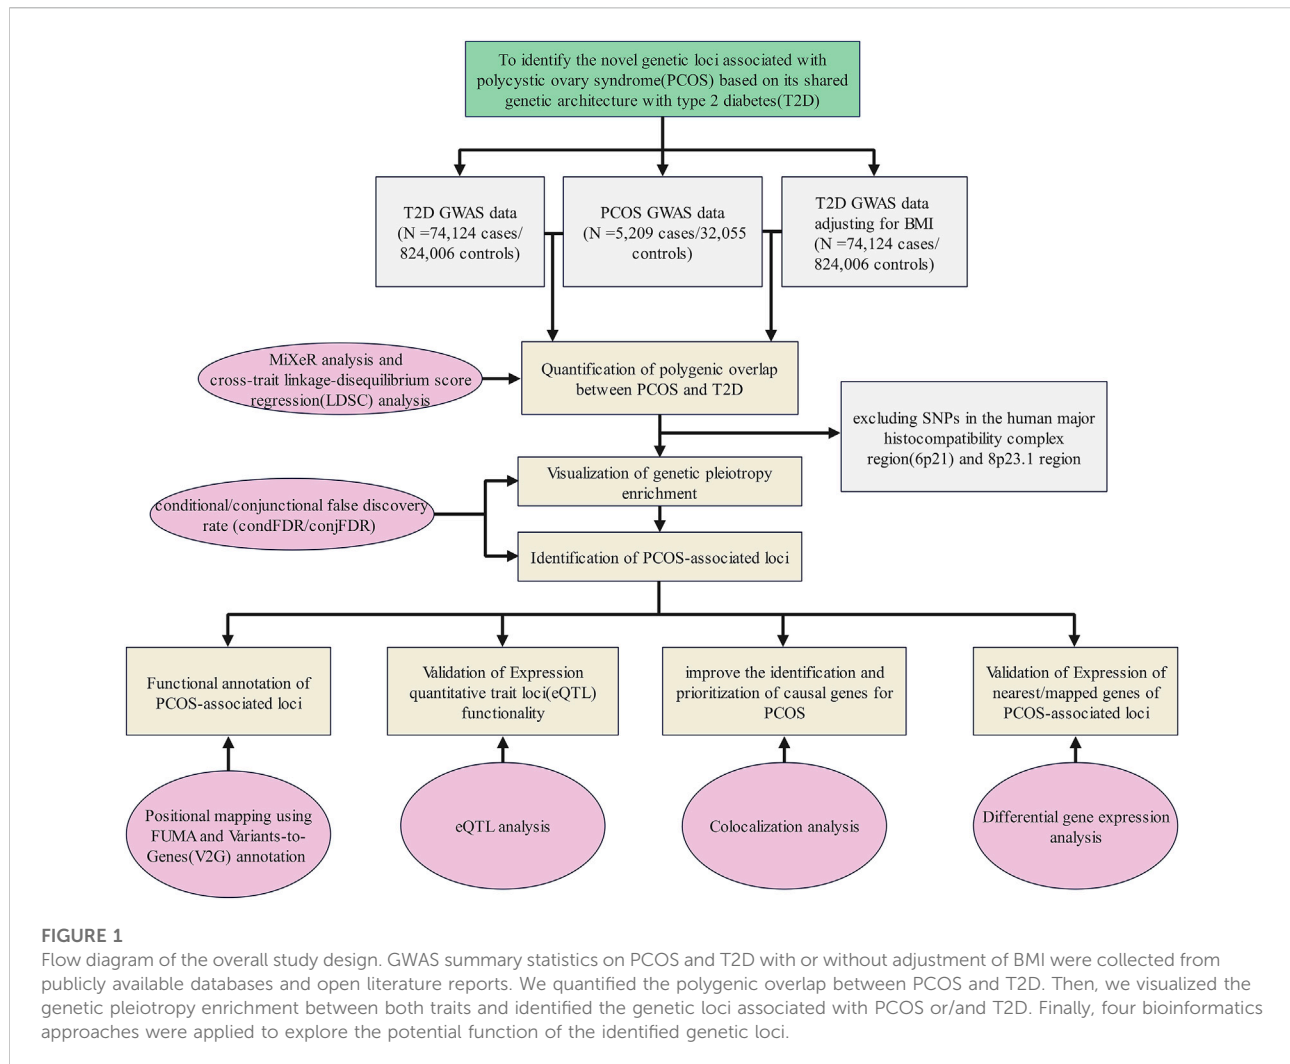 To identify the novel genetic loci associated with
polycystic ovary syndrome(PCOS) based on its shared
genetic architecture with type 2 diabetes(T2D)
T2D GWAS data
(N =74,124 cases/
824,006 controls)
PCOS GWAS data
(N =5,209 cases/32,055
controls)
T2D GWAS data
adjusting for BMI
(N =74,124 cases/
824,006 controls)
MiXeR analysis and
cross-trait linkage-disequilibrium score
regression(LDSC) analysis
Quantification of polygenic overlap
between PCOS and T2D
excluding SNPs in the human major
histocompatibility complex
region(6p21) and 8p23.1 region
Visualization of genetic pleiotropy
enrichment
conditional/conjunctional false discovery
rate (condFDR/conjFDR)
Identification of PCOS-associated loci
Functional annotation of
PCOS-associated loci
Validation of Expression
quantitative trait loci(eQTL)
functionality
improve the identification and
prioritization of causal genes for
PCOS
Validation of Expression of
nearest/mapped genes of
PCOS-associated loci
Positional mapping using
FUMA and Variants-to-
Genes(V2G) annotation
eQTL analysis
Colocalization analysis
Differential gene expression
analysis
FIGURE 1
Flow diagram of the overall study design. GWAS summary statistics on PCOS and T2D with or without adjustment of BMI were collected from
publicly available databases and open literature reports. We quantified the polygenic overlap between PCOS and T2D. Then, we visualized the
genetic pleiotropy enrichment between both traits and identified the genetic loci associated with PCOS or/and T2D. Finally, four bioinformatics
approaches were applied to explore the potential function of the identified genetic loci.